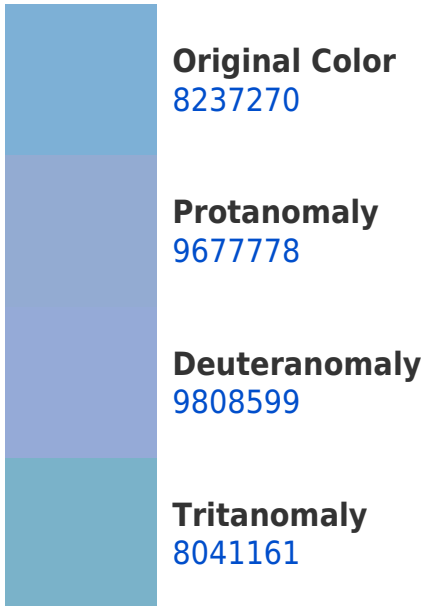 Original Color
8237270
Protanomaly
9677778
Deuteranomaly
9808599
Tritanomaly
8041161